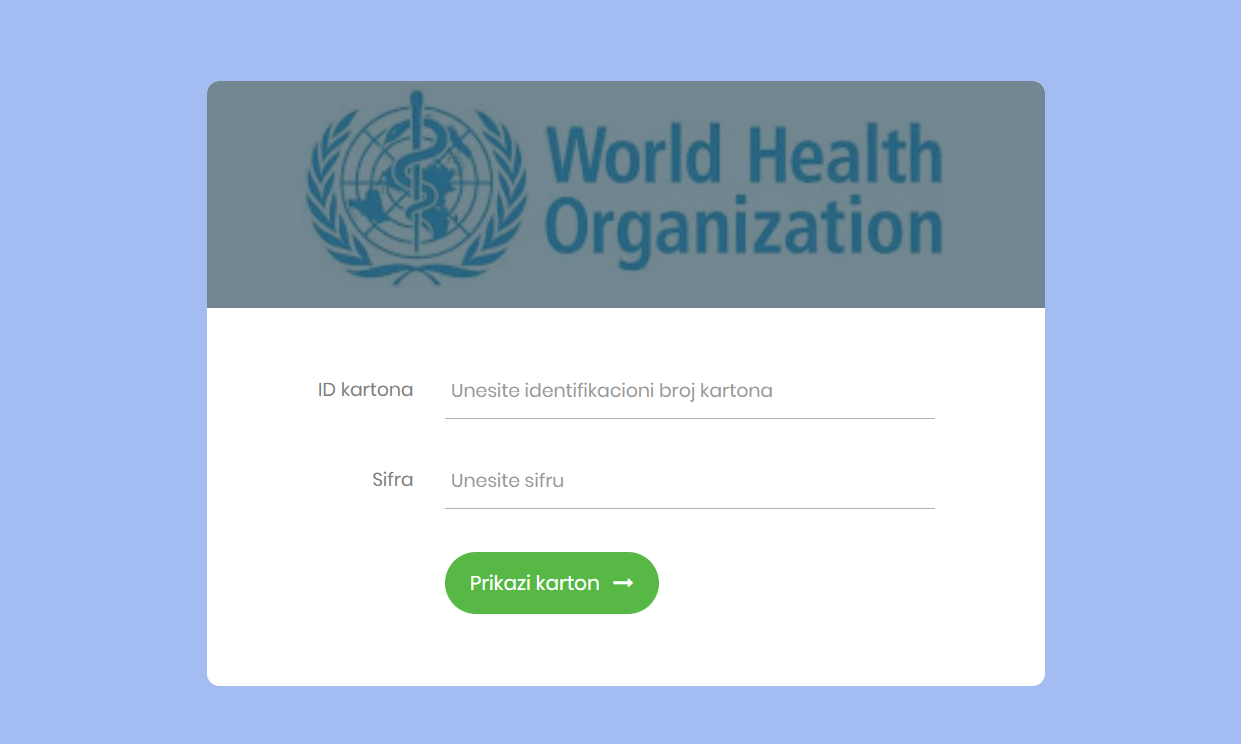 World Health
Organization
ID kartona
Unesite identifikacioni broj kartona
Sifra
Unesite sifru
Prikazi karton